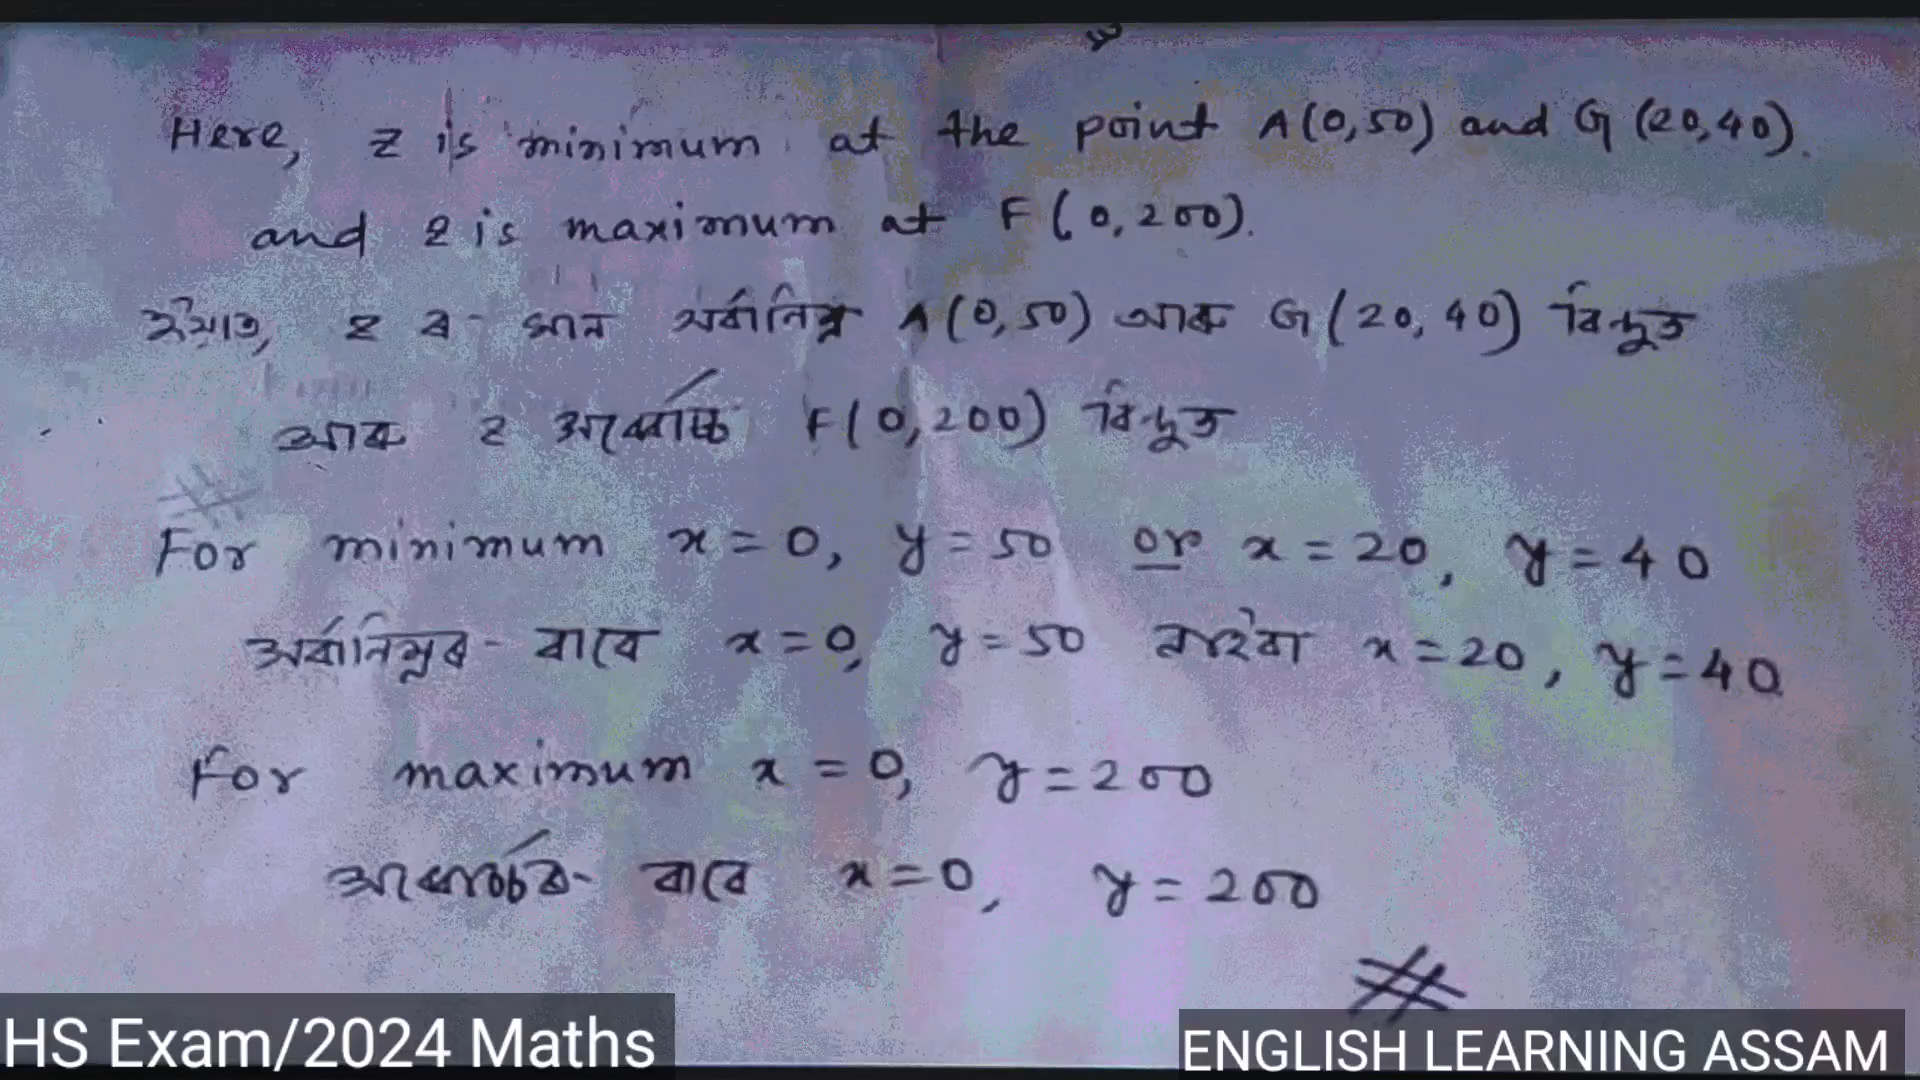 Here, z is minimum at the point A(0,50) and G(20,40).
and z is maximum at F(0,200).
ইয়াত, z ৰ মান সৰ্বনিম্ন A(0,50) আৰু G(20,40) বিন্দুত
আৰু z সৰ্বোচ্চ F(0,200) বিন্দুত
For minimum x=0, y=50 or x=20, y=40
সৰ্বনিম্নৰ বাবে x=0, y=50 নাইবা x=20, y=40
For maximum x=0, y=200
সৰ্বোচ্চৰ বাবে x=0, y=200
HS Exam/2024 Maths
ENGLISH LEARNING ASSAM